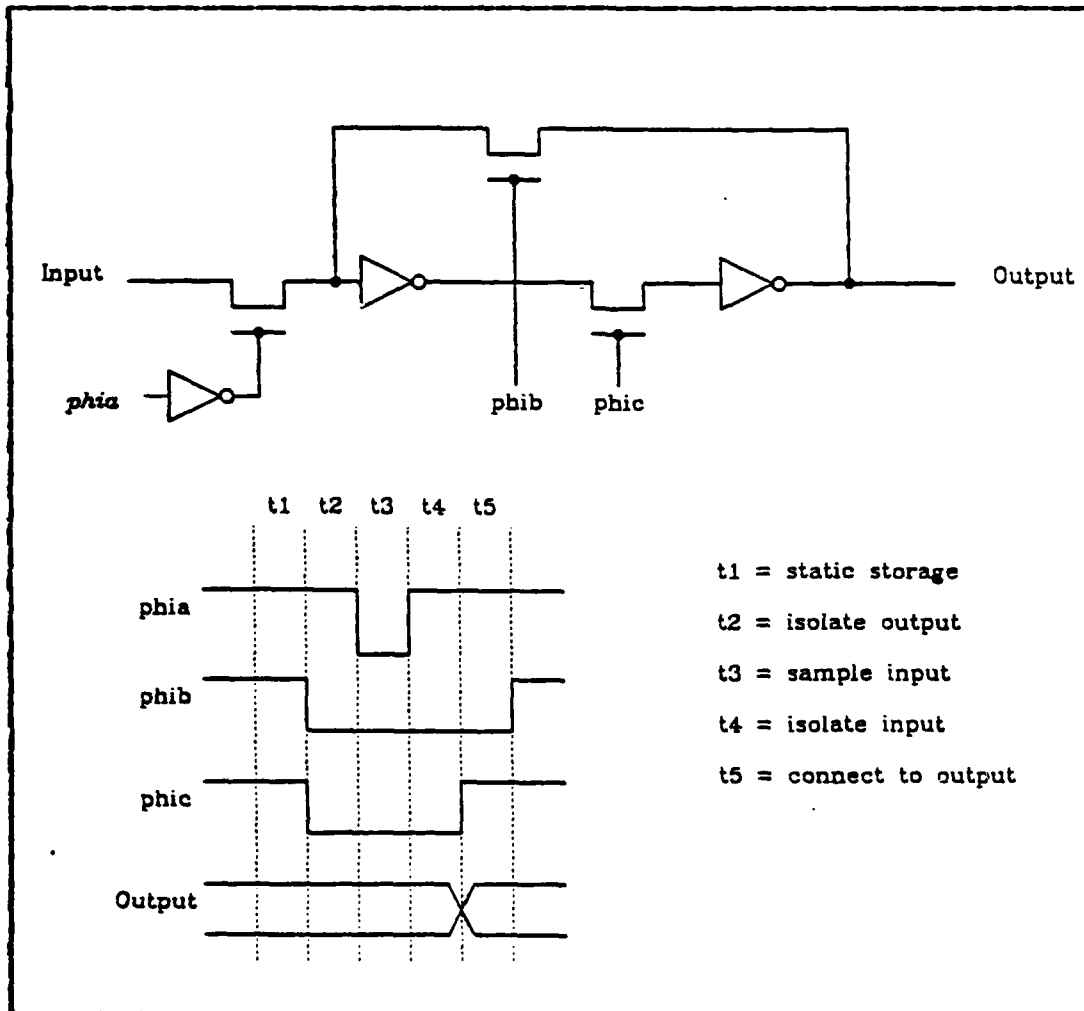 Input
Output
phia
phib
phic
t1 t2 t3 t4 t5
phia
phib
phic
Output
t1 = static storage
t2 = isolate output
t3 = sample input
t4 = isolate input
t5 = connect to output